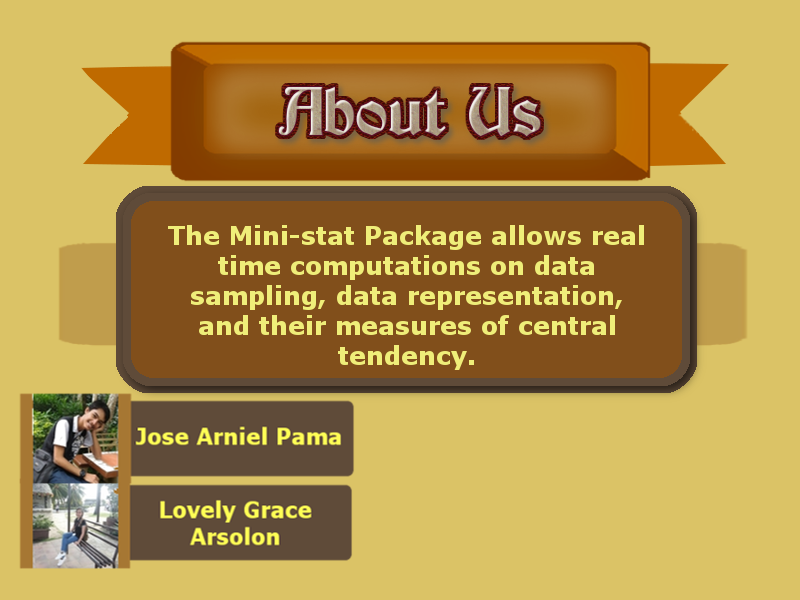 About Us
The Mini-stat Package allows real
time computations on data
sampling, data representation,
and their measures of central
tendency.
Jose Arniel Pama
Lovely Grace
Arsolon